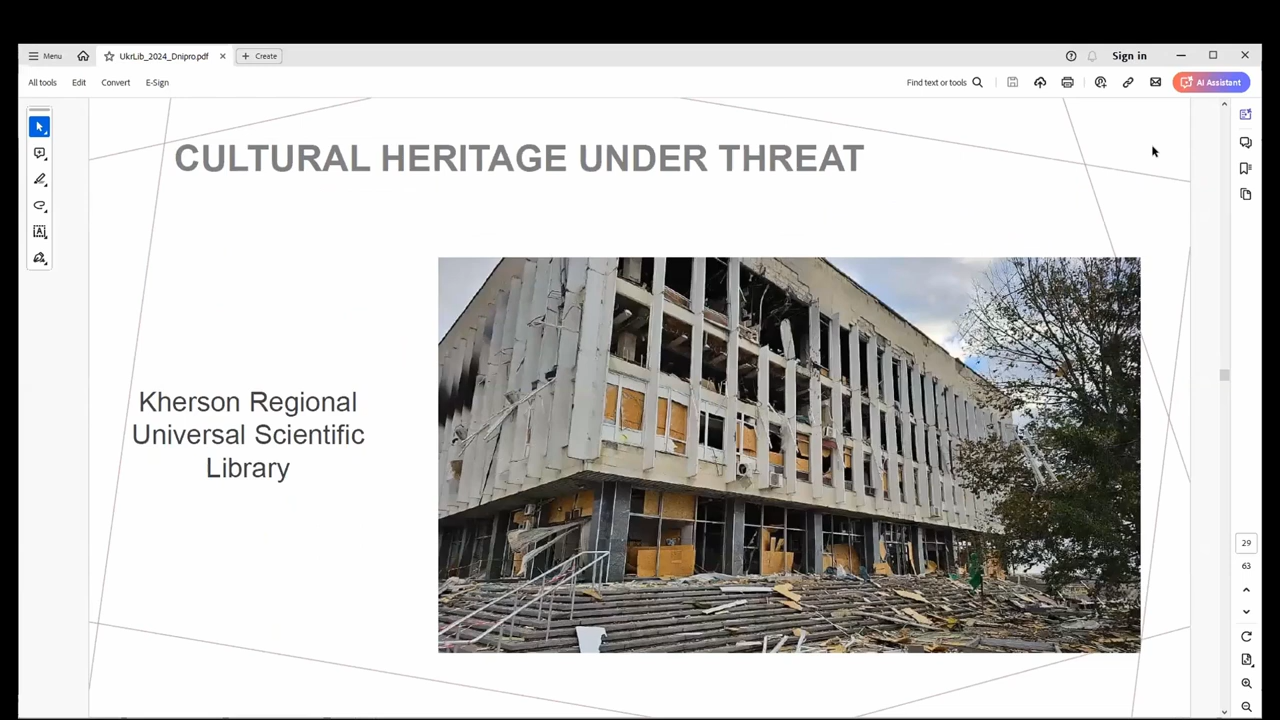 Menu
UkrLib_2024_Dnipro.pdf
Create
Sign in
All tools
Edit
Convert
E-Sign
Find text or tools
AI Assistant
CULTURAL HERITAGE UNDER THREAT
Kherson Regional
Universal Scientific
Library
29
63